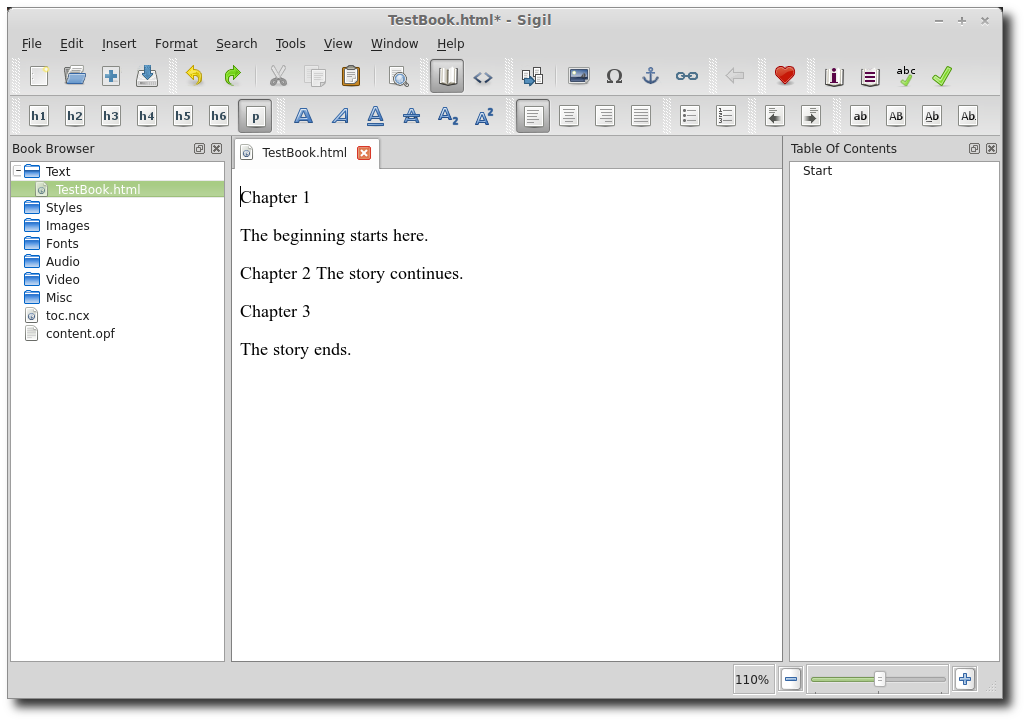 TestBook.html* - Sigil
File Edit Insert Format Search Tools View Window Help
Ω abc
h1 h2 h3 h4 h5 h6 p A A A A A2 A2 ab AB Ab Ab.
Book Browser
Text
TestBook.html
Styles
Images
Fonts
Audio
Video
Misc
toc.ncx
content.opf
TestBook.html
Chapter 1
The beginning starts here.
Chapter 2 The story continues.
Chapter 3
The story ends.
Table Of Contents
Start
110%